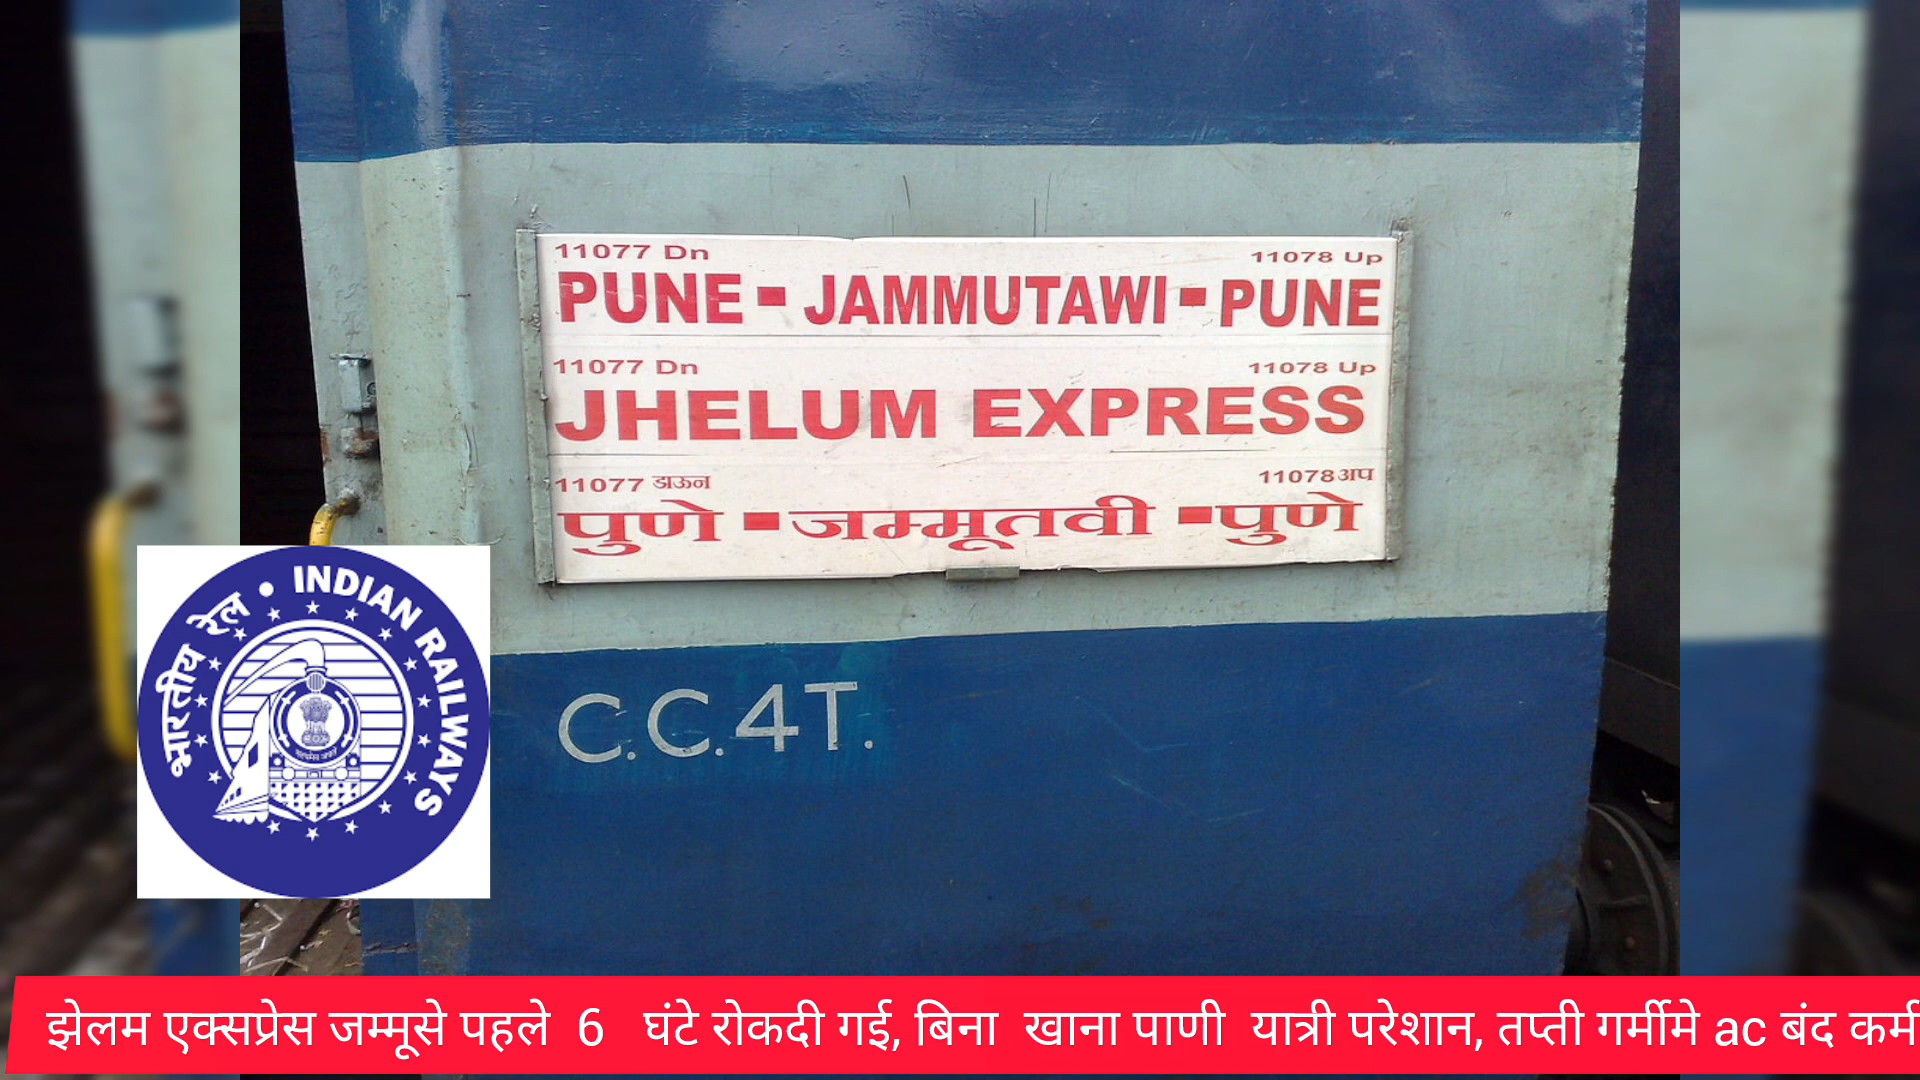 11077 Dn 11078 Up
PUNE - JAMMUTAWI - PUNE
11077 Dn 11078 Up
JHELUM EXPRESS
11077 डाऊन 11078 अप
पुणे - जम्मूतवी - पुणे
भारतीय रेल • INDIAN RAILWAYS
C.C.4T.
झेलम एक्सप्रेस जम्मूसे पहले 6 घंटे रोकदी गई, बिना खाना पाणी यात्री परेशान, तप्ती गर्मीमे ac बंद कर्मी